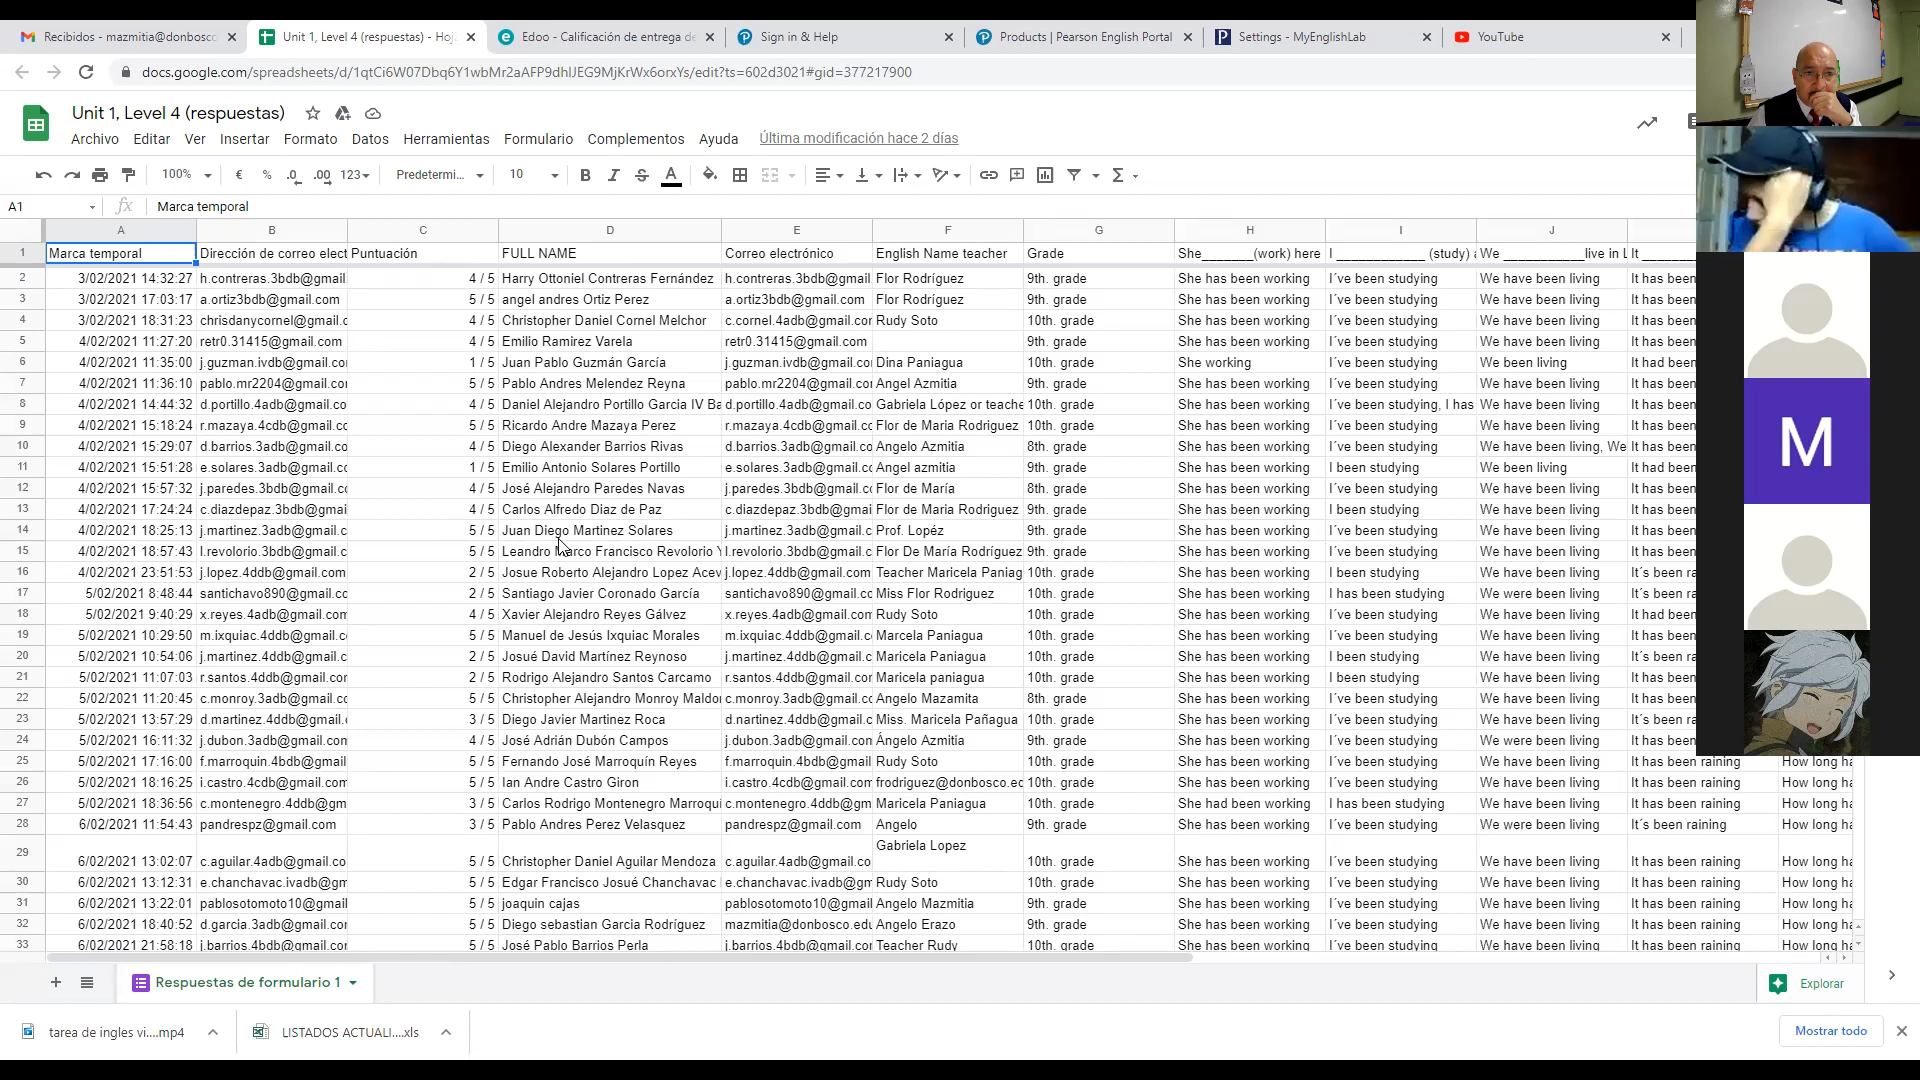 Recibidos - mazmitia@donbosco
Unit 1, Level 4 (respuestas) - Hoj
Edoo - Calificación de entrega de
Sign in & Help
Products | Pearson English Portal
Settings - MyEnglishLab
YouTube
docs.google.com/spreadsheets/d/1qtCi6W07Dbq6Y1wbMr2aAFP9dhIJEG9MjKrWx6orxYs/edit?ts=602d3021#gid=377217900
Unit 1, Level 4 (respuestas)
Archivo Editar Ver Insertar Formato Datos Herramientas Formulario Complementos Ayuda Última modificación hace 2 días
100% € % .0 .00 123 Predetermi... 10 B I S A
A1 fx Marca temporal
A B C D E F G H I J
1 Marca temporal Dirección de correo elect Puntuación FULL NAME Correo electrónico English Name teacher Grade She_______(work) here I ____________ (study) a We ___________live in L It _______
2 3/02/2021 14:32:27 h.contreras.3bdb@gmail. 4 / 5 Harry Ottoniel Contreras Fernández h.contreras.3bdb@gmail. Flor Rodríguez 9th. grade She has been working I´ve been studying We have been living It has been
3 3/02/2021 17:03:17 a.ortiz3bdb@gmail.com 5 / 5 angel andres Ortiz Perez a.ortiz3bdb@gmail.com Flor Rodríguez 9th. grade She has been working I´ve been studying We have been living It has been
4 3/02/2021 18:31:23 chrisdanycornel@gmail.c 4 / 5 Christopher Daniel Cornel Melchor c.cornel.4adb@gmail.cor Rudy Soto 10th. grade She has been working I´ve been studying We have been living It has been
5 4/02/2021 11:27:20 retr0.31415@gmail.com 4 / 5 Emilio Ramirez Varela retr0.31415@gmail.com 9th. grade She has been working I´ve been studying We have been living It has been
6 4/02/2021 11:35:00 j.guzman.ivdb@gmail.co 1 / 5 Juan Pablo Guzmán García j.guzman.ivdb@gmail.co Dina Paniagua 10th. grade She working I´ve been studying We been living It had been
7 4/02/2021 11:36:10 pablo.mr2204@gmail.co 5 / 5 Pablo Andres Melendez Reyna pablo.mr2204@gmail.co Angel Azmitia 9th. grade She has been working I´ve been studying We have been living It has been
8 4/02/2021 14:44:32 d.portillo.4adb@gmail.co 4 / 5 Daniel Alejandro Portillo Garcia IV Ba d.portillo.4adb@gmail.co Gabriela López or teache 10th. grade She has been working I´ve been studying, I has We have been living It has been
9 4/02/2021 15:18:24 r.mazaya.4cdb@gmail.co 5 / 5 Ricardo Andre Mazaya Perez r.mazaya.4cdb@gmail.co Flor de Maria Rodriguez 10th. grade She has been working I´ve been studying We have been living It has been
10 4/02/2021 15:29:07 d.barrios.3adb@gmail.co 4 / 5 Diego Alexander Barrios Rivas d.barrios.3adb@gmail.co Angelo Azmitia 8th. grade She has been working I´ve been studying We have been living, We It has been
11 4/02/2021 15:51:28 e.solares.3adb@gmail.cc 1 / 5 Emilio Antonio Solares Portillo e.solares.3adb@gmail.cc Angel azmitia 9th. grade She has been working I been studying We been living It had been
12 4/02/2021 15:57:32 j.paredes.3bdb@gmail.cc 4 / 5 José Alejandro Paredes Navas j.paredes.3bdb@gmail.cc Flor de María 8th. grade She has been working I´ve been studying We have been living It has been
13 4/02/2021 17:24:24 c.diazdepaz.3bdb@gmai 4 / 5 Carlos Alfredo Diaz de Paz c.diazdepaz.3bdb@gmai Flor de Maria Rodriguez 9th. grade She has been working I been studying We have been living It has been
14 4/02/2021 18:25:13 j.martinez.3adb@gmail.c 5 / 5 Juan Diego Martinez Solares j.martinez.3adb@gmail.c Prof. Lopéz 9th. grade She has been working I´ve been studying We have been living It has been
15 4/02/2021 18:57:43 l.revolorio.3bdb@gmail.c 5 / 5 Leandro Marco Francisco Revolorio Y l.revolorio.3bdb@gmail.c Flor De María Rodríguez 9th. grade She has been working I´ve been studying We have been living It has been
16 4/02/2021 23:51:53 j.lopez.4ddb@gmail.com 2 / 5 Josue Roberto Alejandro Lopez Acev j.lopez.4ddb@gmail.com Teacher Maricela Paniag 10th. grade She has been working I been studying We have been living It´s been ra
17 5/02/2021 8:48:44 santichavo890@gmail.cc 2 / 5 Santiago Javier Coronado García santichavo890@gmail.cc Miss Flor Rodriguez 10th. grade She has been working I has been studying We were been living It´s been ra
18 5/02/2021 9:40:29 x.reyes.4adb@gmail.com 4 / 5 Xavier Alejandro Reyes Gálvez x.reyes.4adb@gmail.com Rudy Soto 10th. grade She has been working I´ve been studying We have been living It had been
19 5/02/2021 10:29:50 m.ixquiac.4ddb@gmail.c 5 / 5 Manuel de Jesús Ixquiac Morales m.ixquiac.4ddb@gmail.c Marcela Paniagua 10th. grade She has been working I´ve been studying We have been living It has been
20 5/02/2021 10:54:06 j.martinez.4ddb@gmail.c 2 / 5 Josué David Martínez Reynoso j.martinez.4ddb@gmail.c Maricela Paniagua 10th. grade She has been working I been studying We have been living It´s been ra
21 5/02/2021 11:07:03 r.santos.4ddb@gmail.cor 2 / 5 Rodrigo Alejandro Santos Carcamo r.santos.4ddb@gmail.cor Maricela paniagua 10th. grade She has been working I been studying We have been living It has been
22 5/02/2021 11:20:45 c.monroy.3adb@gmail.cc 5 / 5 Christopher Alejandro Monroy Maldo c.monroy.3adb@gmail.cc Angelo Mazamita 8th. grade She has been working I´ve been studying We have been living It has been
23 5/02/2021 13:57:29 d.martinez.4ddb@gmail. 3 / 5 Diego Javier Martinez Roca d.nartinez.4ddb@gmail.c Miss. Maricela Pañagua 10th. grade She has been working I´ve been studying We have been living It´s been ra
24 5/02/2021 16:11:32 j.dubon.3adb@gmail.com 4 / 5 José Adrián Dubón Campos j.dubon.3adb@gmail.com Ángelo Azmitia 9th. grade She has been working I´ve been studying We were been living It has been
25 5/02/2021 17:16:00 f.marroquin.4bdb@gmail 5 / 5 Fernando José Marroquín Reyes f.marroquin.4bdb@gmail Rudy Soto 10th. grade She has been working I´ve been studying We have been living It has been raining How long ha
26 5/02/2021 18:16:25 i.castro.4cdb@gmail.com 5 / 5 Ian Andre Castro Giron i.castro.4cdb@gmail.com frodriguez@donbosco.ec 10th. grade She has been working I´ve been studying We have been living It has been raining How long ha
27 5/02/2021 18:36:56 c.montenegro.4ddb@gm 3 / 5 Carlos Rodrigo Montenegro Marroqui c.montenegro.4ddb@gm Maricela Paniagua 10th. grade She had been working I has been studying We have been living It has been raining How long ha
28 6/02/2021 11:54:43 pandrespz@gmail.com 3 / 5 Pablo Andres Perez Velasquez pandrespz@gmail.com Angelo 9th. grade She has been working I´ve been studying We were been living It´s been raining How long ha
29 6/02/2021 13:02:07 c.aguilar.4adb@gmail.co 5 / 5 Christopher Daniel Aguilar Mendoza c.aguilar.4adb@gmail.co Gabriela Lopez 10th. grade She has been working I´ve been studying We have been living It has been raining How long ha
30 6/02/2021 13:12:31 e.chanchavac.ivadb@gm 5 / 5 Edgar Francisco Josué Chanchavac e.chanchavac.ivadb@gm Rudy Soto 10th. grade She has been working I´ve been studying We have been living It has been raining How long ha
31 6/02/2021 13:22:01 pablosotomoto10@gmail 5 / 5 joaquin cajas pablosotomoto10@gmail Angelo Mazmitia 9th. grade She has been working I´ve been studying We have been living It has been raining How long ha
32 6/02/2021 18:40:52 d.garcia.3adb@gmail.com 5 / 5 Diego sebastian Garcia Rodríguez mazmitia@donbosco.edu Angelo Erazo 9th. grade She has been working I´ve been studying We have been living It has been raining How long ha
33 6/02/2021 21:58:18 j.barrios.4bdb@gmail.cor 5 / 5 José Pablo Barrios Perla j.barrios.4bdb@gmail.cor Teacher Rudy 10th. grade She has been working I´ve been studying We have been living It has been raining How long ha
Respuestas de formulario 1
Explorar
tarea de ingles vi....mp4
LISTADOS ACTUALI....xls
Mostrar todo
M